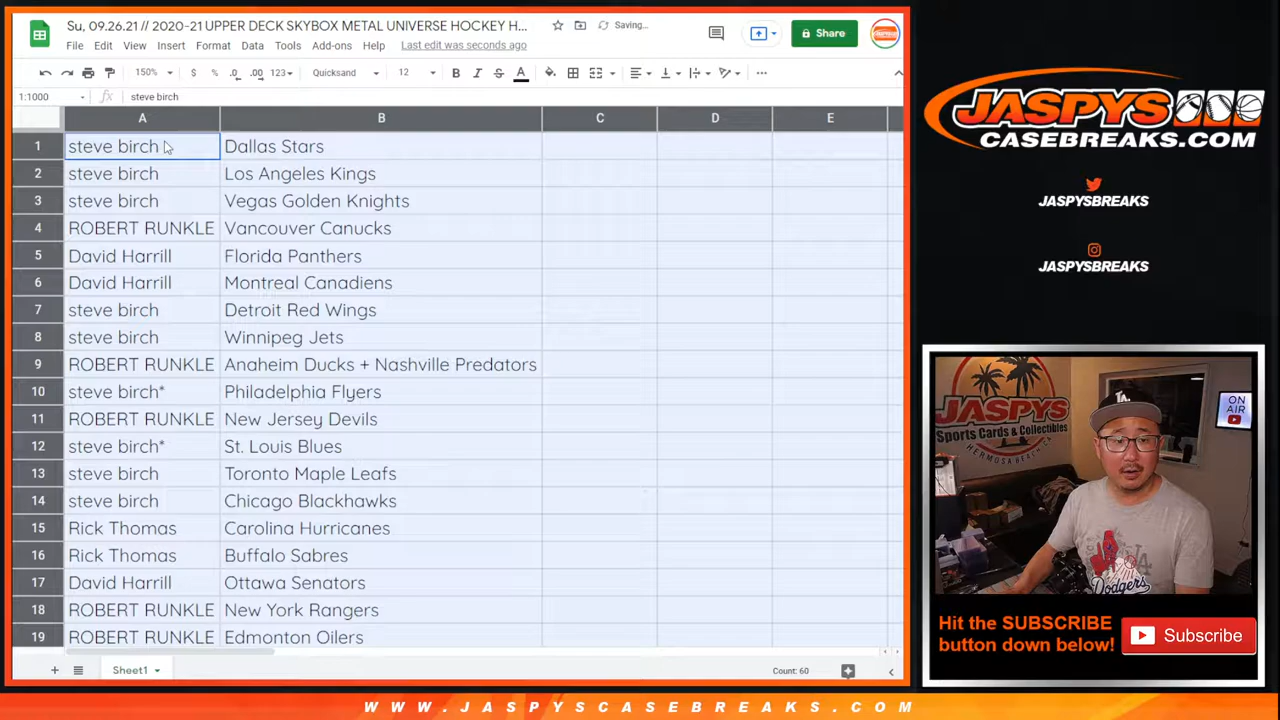 Su, 09.26.21 // 2020-21 UPPER DECK SKYBOX METAL UNIVERSE HOCKEY H...
Saving...
Share
File Edit View Insert Format Data Tools Add-ons Help Last edit was seconds ago
150% $ % .0 .00 123 Quicksand 12 B I S A
1:1000 fx steve birch
A B C D E
1 steve birch Dallas Stars
2 steve birch Los Angeles Kings
3 steve birch Vegas Golden Knights
4 ROBERT RUNKLE Vancouver Canucks
5 David Harrill Florida Panthers
6 David Harrill Montreal Canadiens
7 steve birch Detroit Red Wings
8 steve birch Winnipeg Jets
9 ROBERT RUNKLE Anaheim Ducks + Nashville Predators
10 steve birch* Philadelphia Flyers
11 ROBERT RUNKLE New Jersey Devils
12 steve birch* St. Louis Blues
13 steve birch Toronto Maple Leafs
14 steve birch Chicago Blackhawks
15 Rick Thomas Carolina Hurricanes
16 Rick Thomas Buffalo Sabres
17 David Harrill Ottawa Senators
18 ROBERT RUNKLE New York Rangers
19 ROBERT RUNKLE Edmonton Oilers
Sheet1
Count: 60
JASPYS
CASEBREAKS.COM
JASPYSBREAKS
JASPYSBREAKS
JASPYS
Sports Cards & Collectibles
HERMOSA BEACH, CA
ON AIR
LA
Dodgers
Hit the SUBSCRIBE
button down below!
Subscribe
WWW.JASPYSCASEBREAKS.COM